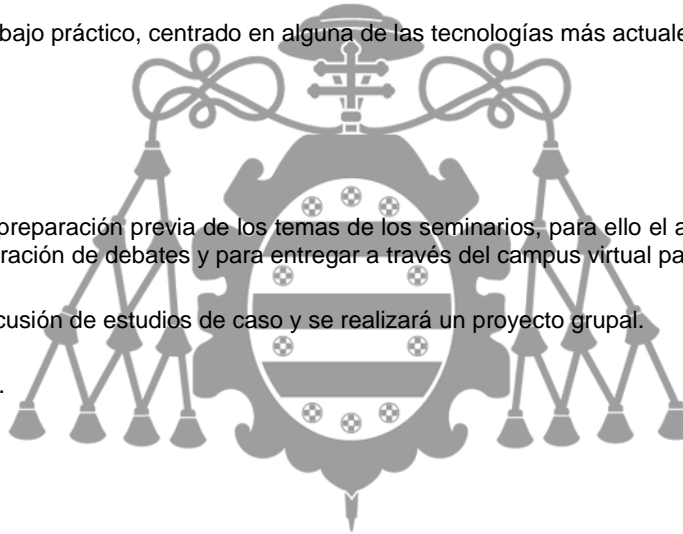 bajo práctico, centrado en alguna de las tecnologías más actuale
preparación previa de los temas de los seminarios, para ello el a
ración de debates y para entregar a través del campus virtual pa
cusión de estudios de caso y se realizará un proyecto grupal.
.